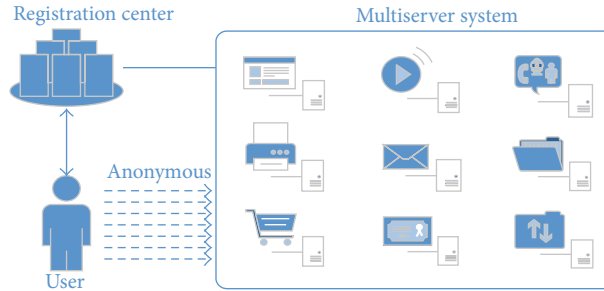 Registration center
Multiserver system
Anonymous
User